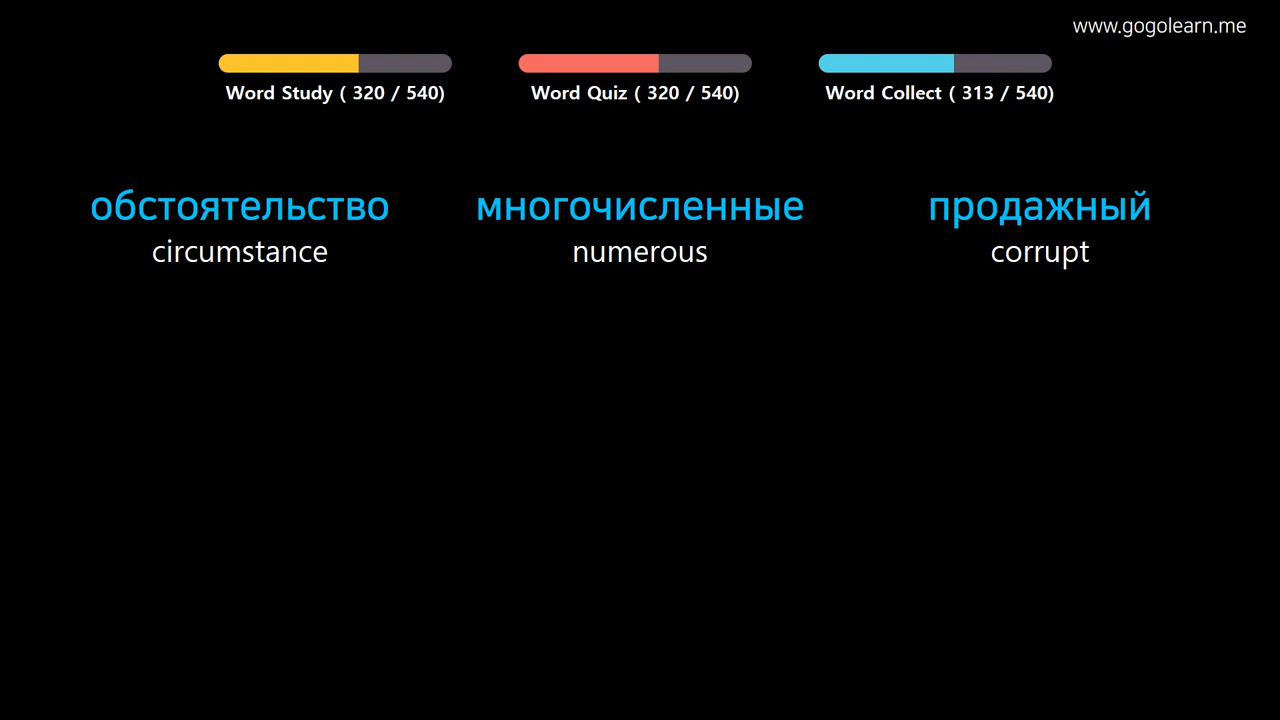 www.gogolearn.me
Word Study ( 320 / 540)
Word Quiz ( 320 / 540)
Word Collect ( 313 / 540)
обстоятельство
circumstance
многочисленные
numerous
продажный
corrupt